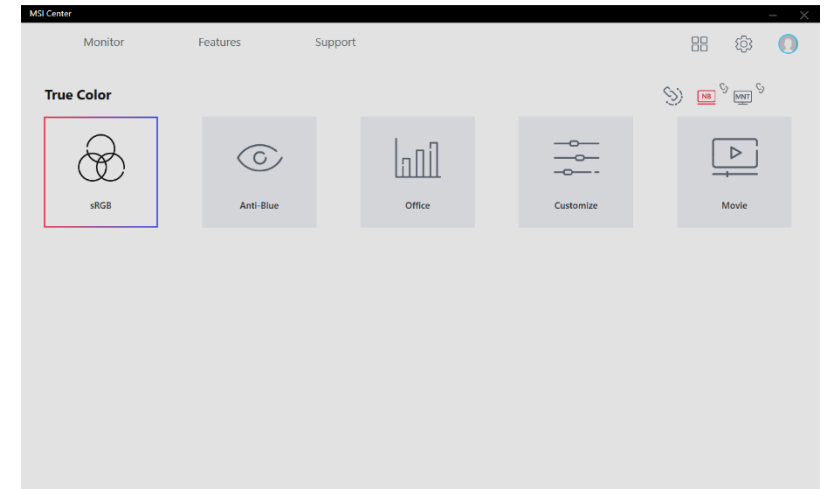 MSI Center
Monitor Features Support
True Color
NB MNT
sRGB Anti-Blue Office Customize Movie